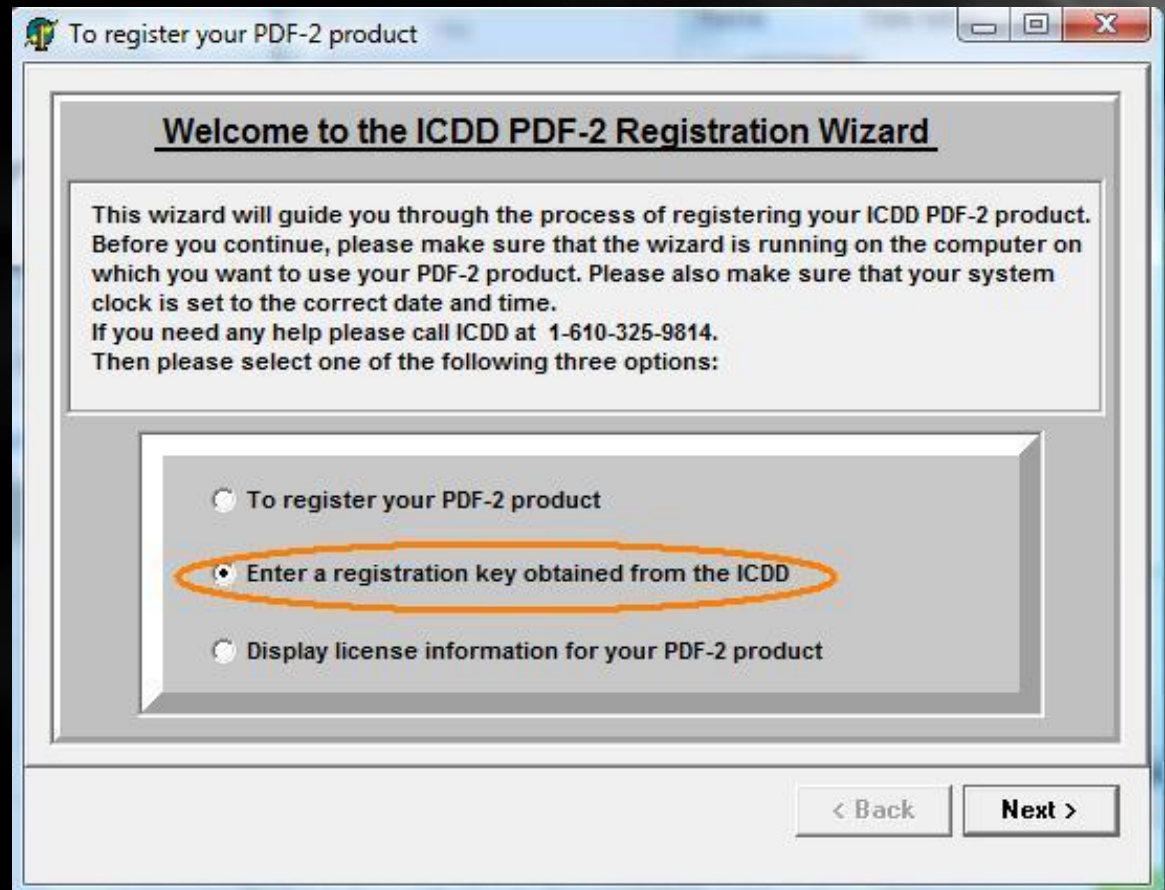 To register your PDF-2 product
Welcome to the ICDD PDF-2 Registration Wizard
This wizard will guide you through the process of registering your ICDD PDF-2 product.
Before you continue, please make sure that the wizard is running on the computer on
which you want to use your PDF-2 product. Please also make sure that your system
clock is set to the correct date and time.
If you need any help please call ICDD at 1-610-325-9814.
Then please select one of the following three options:
To register your PDF-2 product
Enter a registration key obtained from the ICDD
Display license information for your PDF-2 product
< Back
Next >